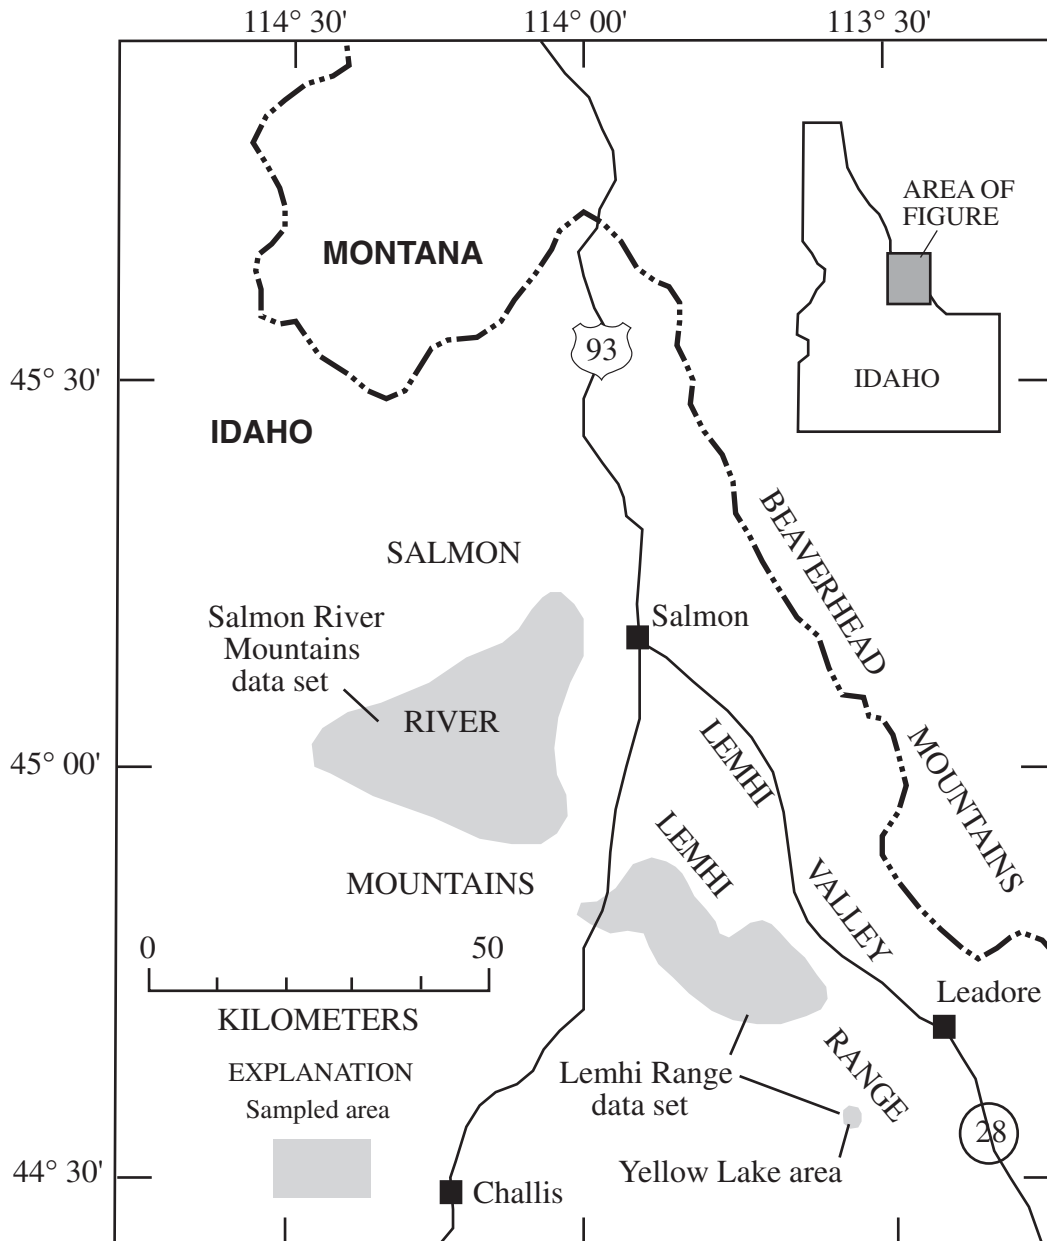 114° 30'
114° 00'
113° 30'
AREA OF
FIGURE
MONTANA
93
45° 30'
IDAHO
IDAHO
SALMON
BEAVERHEAD
Salmon River
Mountains
data set
Salmon
RIVER
LEMHI
MOUNTAINS
45° 00'
LEMHI
MOUNTAINS
VALLEY
0
50
KILOMETERS
Leadore
EXPLANATION
Sampled area
Lemhi Range
data set
RANGE
28
Yellow Lake area
44° 30'
Challis